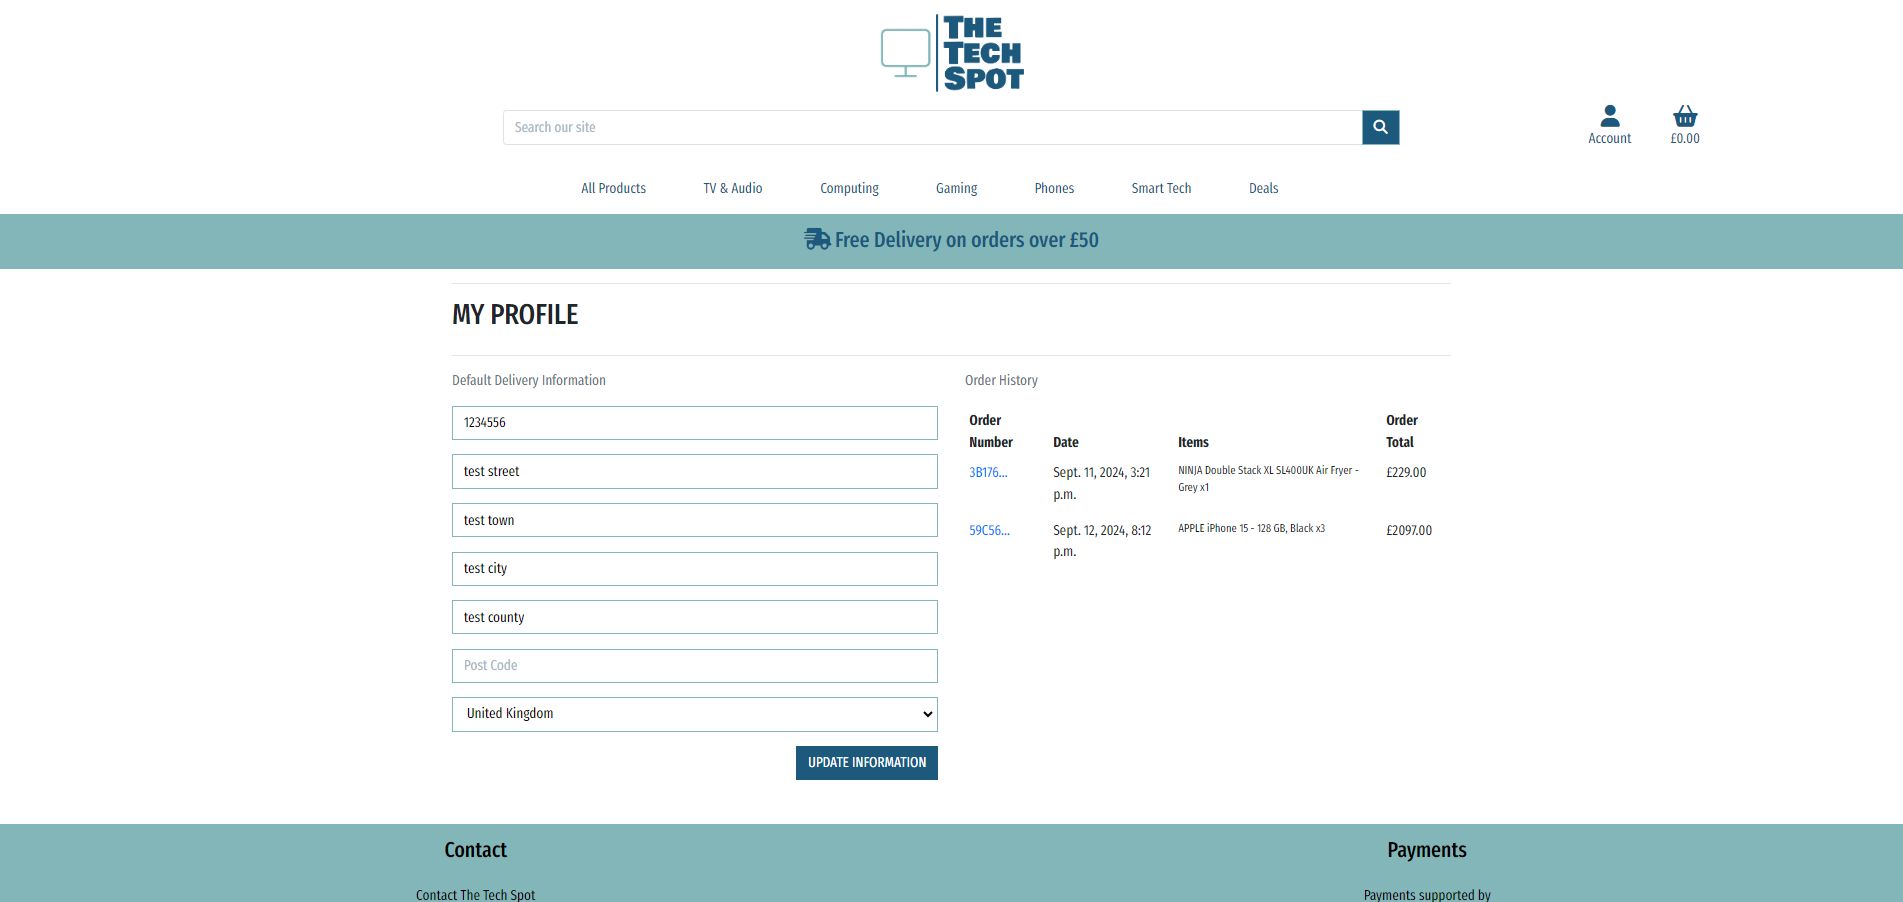 THE
TECH
SPOT
Search our site
Account
£0.00
All Products TV & Audio Computing Gaming Phones Smart Tech Deals
Free Delivery on orders over £50
MY PROFILE
Default Delivery Information
1234556
test street
test town
test city
test county
Post Code
United Kingdom
UPDATE INFORMATION
Order History
Order Number Date Items Order Total
3B176... Sept. 11, 2024, 3:21 p.m. NINJA Double Stack XL SL400UK Air Fryer - Grey x1 £229.00
59C56... Sept. 12, 2024, 8:12 p.m. APPLE iPhone 15 - 128 GB, Black x3 £2097.00
Contact
Contact The Tech Spot
Payments
Payments supported by